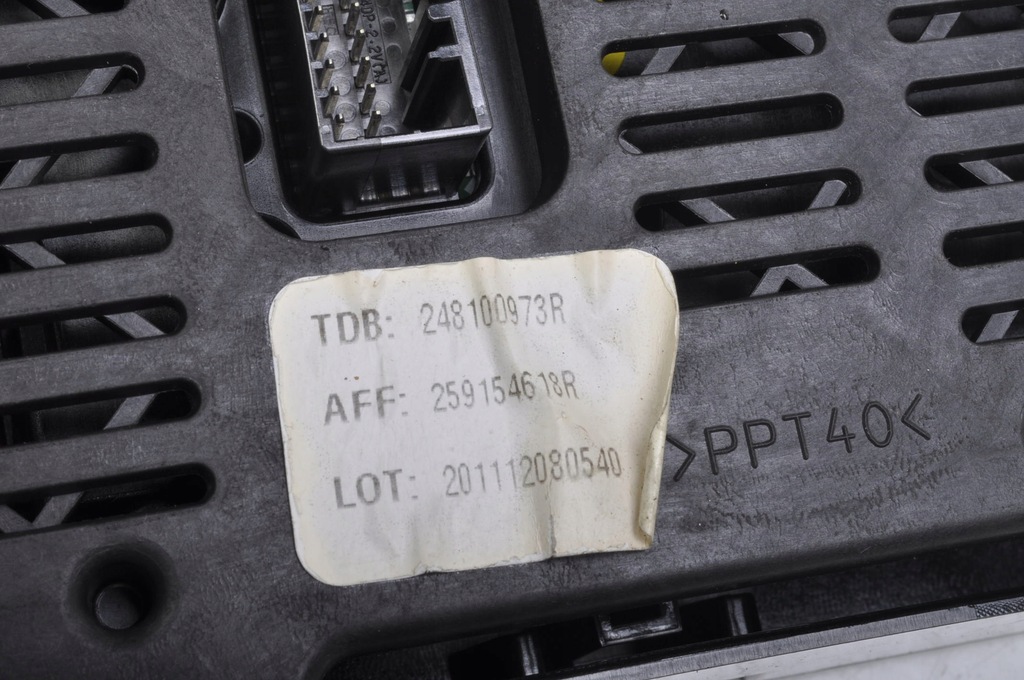 TDB: 248100973R
AFF: 259154618R
LOT: 201112080540
>PPT40<